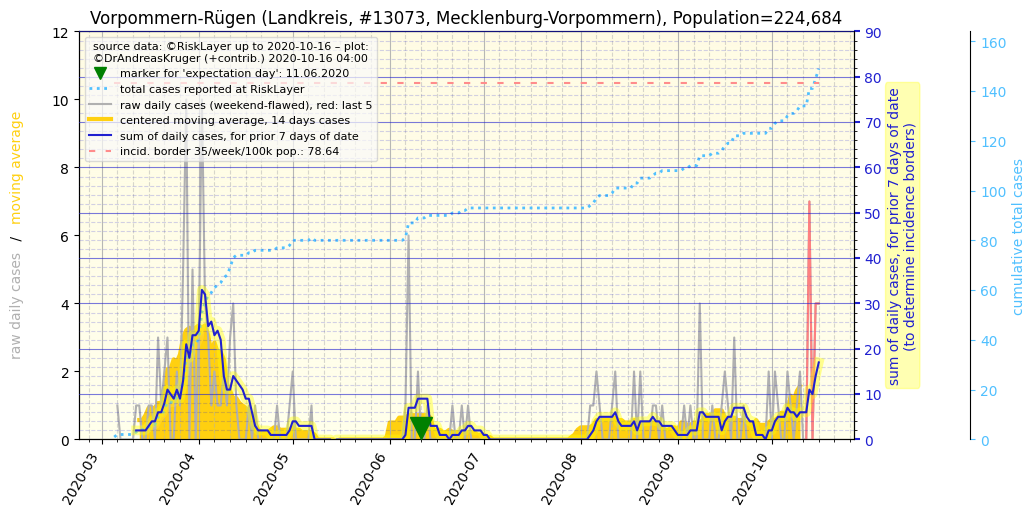 Vorpommern-Rügen (Landkreis, #13073, Mecklenburg-Vorpommern), Population=224,684
source data: ©RiskLayer up to 2020-10-16 – plot:
©DrAndreasKruger (+contrib.) 2020-10-16 04:00
marker for 'expectation day': 11.06.2020
total cases reported at RiskLayer
raw daily cases (weekend-flawed), red: last 5
centered moving average, 14 days cases
sum of daily cases, for prior 7 days of date
incid. border 35/week/100k pop.: 78.64
raw daily cases / moving average
12
10
8
6
4
2
0
2020-03
2020-04
2020-05
2020-06
2020-07
2020-08
2020-09
2020-10
90
80
70
60
50
40
30
20
10
0
sum of daily cases, for prior 7 days of date
(to determine incidence borders)
160
140
120
100
80
60
40
20
0
cumulative total cases